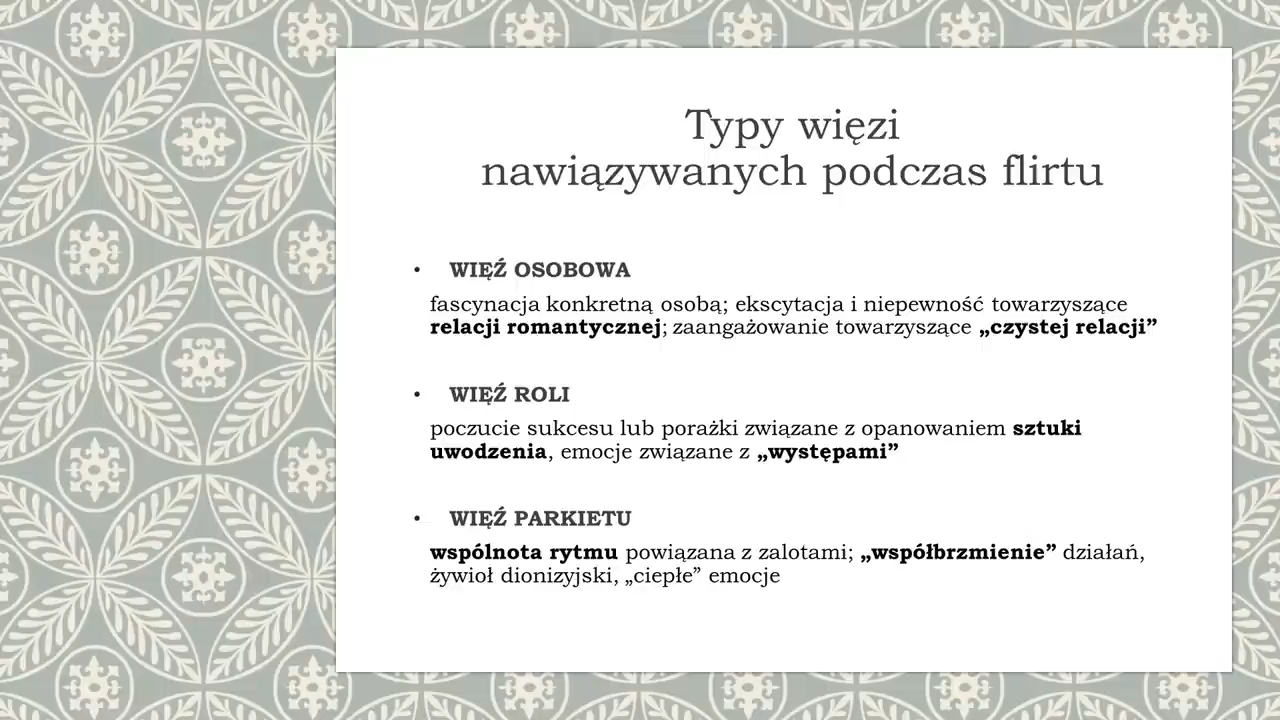 Typy więzi
nawiązywanych podczas flirtu
• WIĘŹ OSOBOWA
fascynacja konkretną osobą; ekscytacja i niepewność towarzyszące
relacji romantycznej; zaangażowanie towarzyszące „czystej relacji”
• WIĘŹ ROLI
poczucie sukcesu lub porażki związane z opanowaniem sztuki
uwodzenia, emocje związane z „występami”
• WIĘŹ PARKIETU
wspólnota rytmu powiązana z zalotami; „współbrzmienie” działań,
żywioł dionizyjski, „ciepłe” emocje